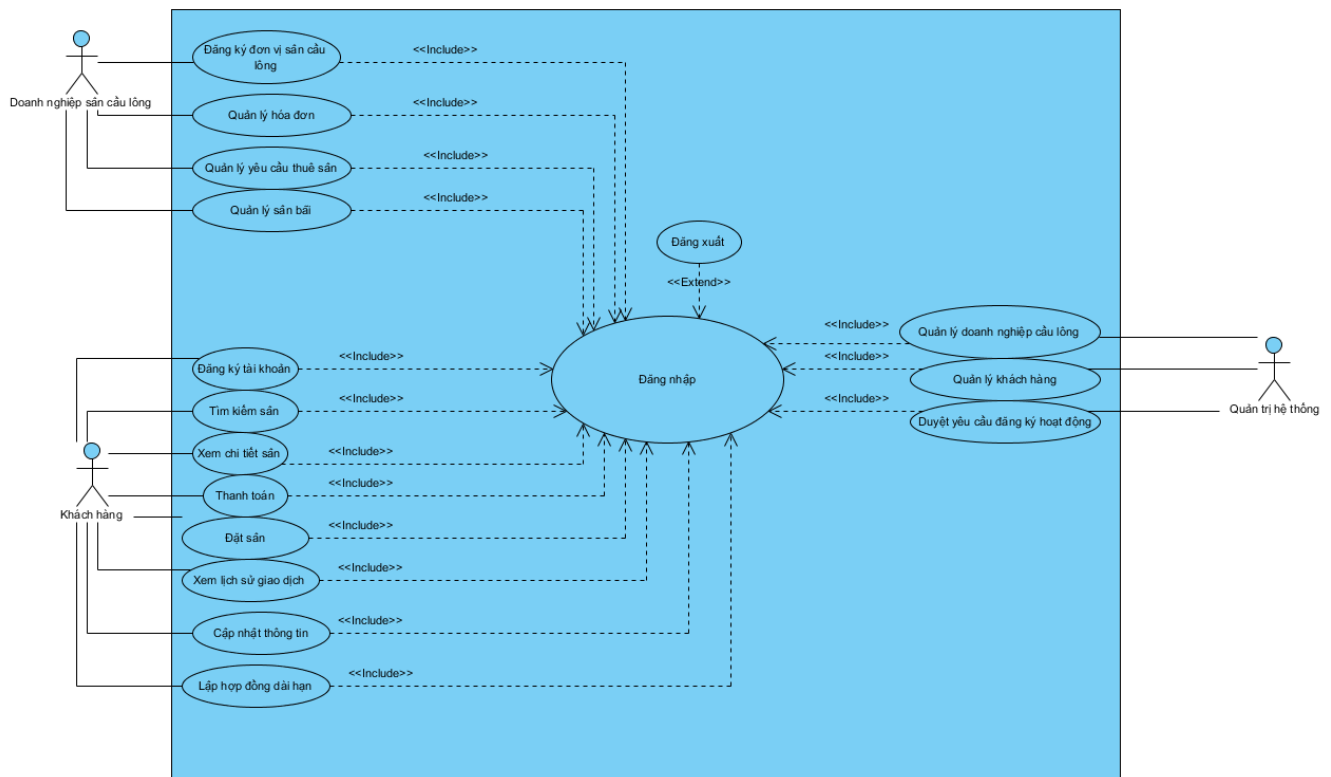 Đăng ký đơn vị sân cầu
lông
<<Include>>
Doanh nghiệp sân cầu lông
Quản lý hóa đơn
<<Include>>
Quản lý yêu cầu thuê sân
<<Include>>
Quản lý sân bãi
<<Include>>
Đăng xuất
<<Extend>>
Đăng nhập
<<Include>>
Quản lý doanh nghiệp cầu lông
<<Include>>
Quản lý khách hàng
<<Include>>
Duyệt yêu cầu đăng ký hoạt động
Quản trị hệ thống
Đăng ký tài khoản
<<Include>>
Tìm kiếm sân
<<Include>>
Xem chi tiết sân
<<Include>>
Thanh toán
<<Include>>
Khách hàng
Đặt sân
<<Include>>
Xem lịch sử giao dịch
<<Include>>
Cập nhật thông tin
<<Include>>
Lập hợp đồng dài hạn
<<Include>>